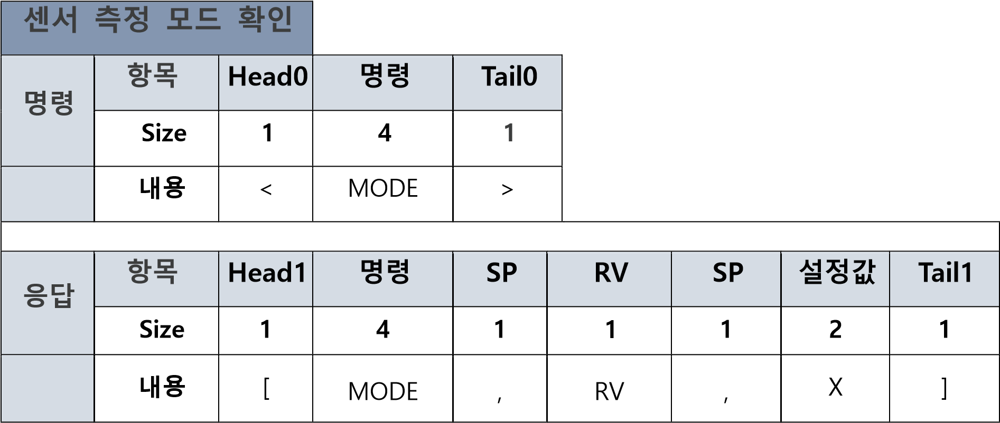 센서 측정 모드 확인
명령 항목 Head0 명령 Tail0
Size 1 4 1
내용 < MODE >
응답 항목 Head1 명령 SP RV SP 설정값 Tail1
Size 1 4 1 1 1 2 1
내용 [ MODE , RV , X ]